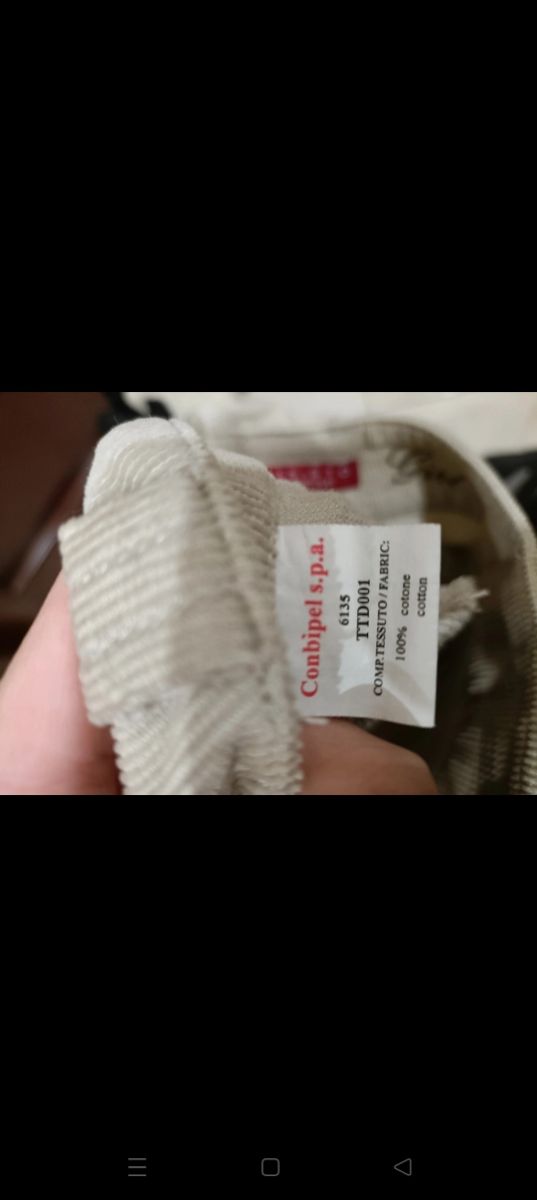 Conbipel s.p.a.
6135
TTD001
COMP.TESSUTO / FABRIC:
100% cotone
cotton